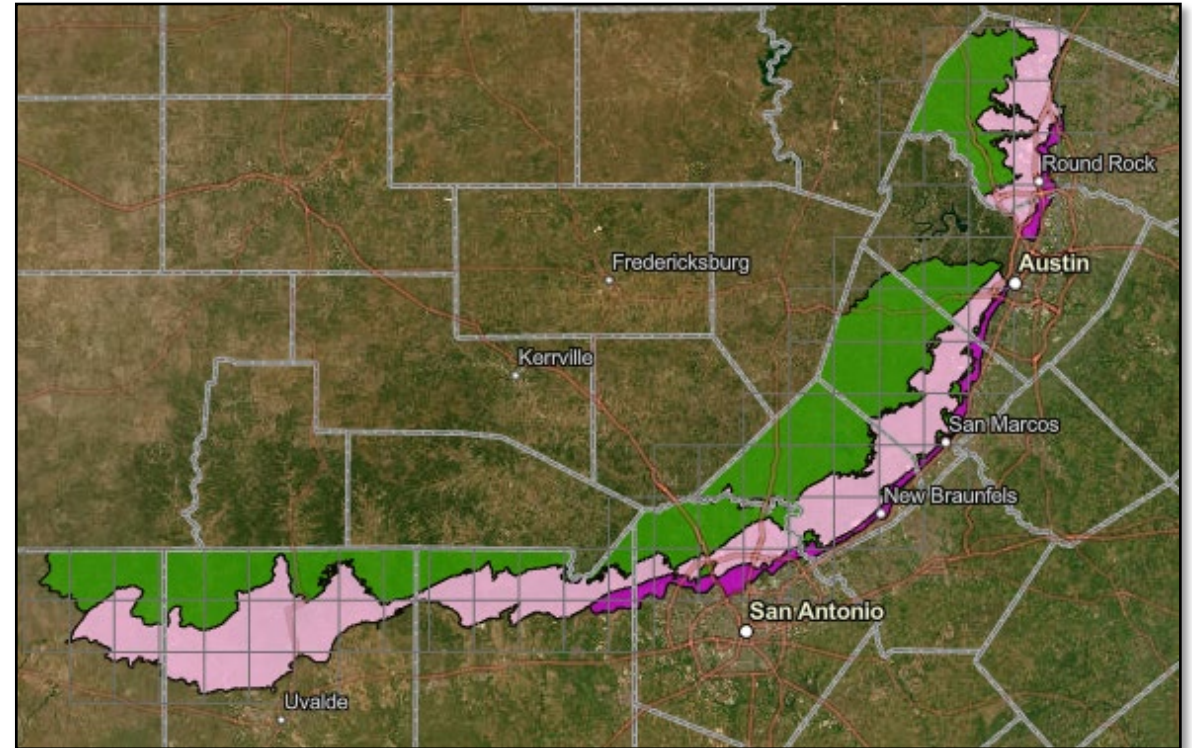 Round Rock
Fredericksburg
Austin
Kerrville
San Marcos
New Braunfels
San Antonio
Uvalde